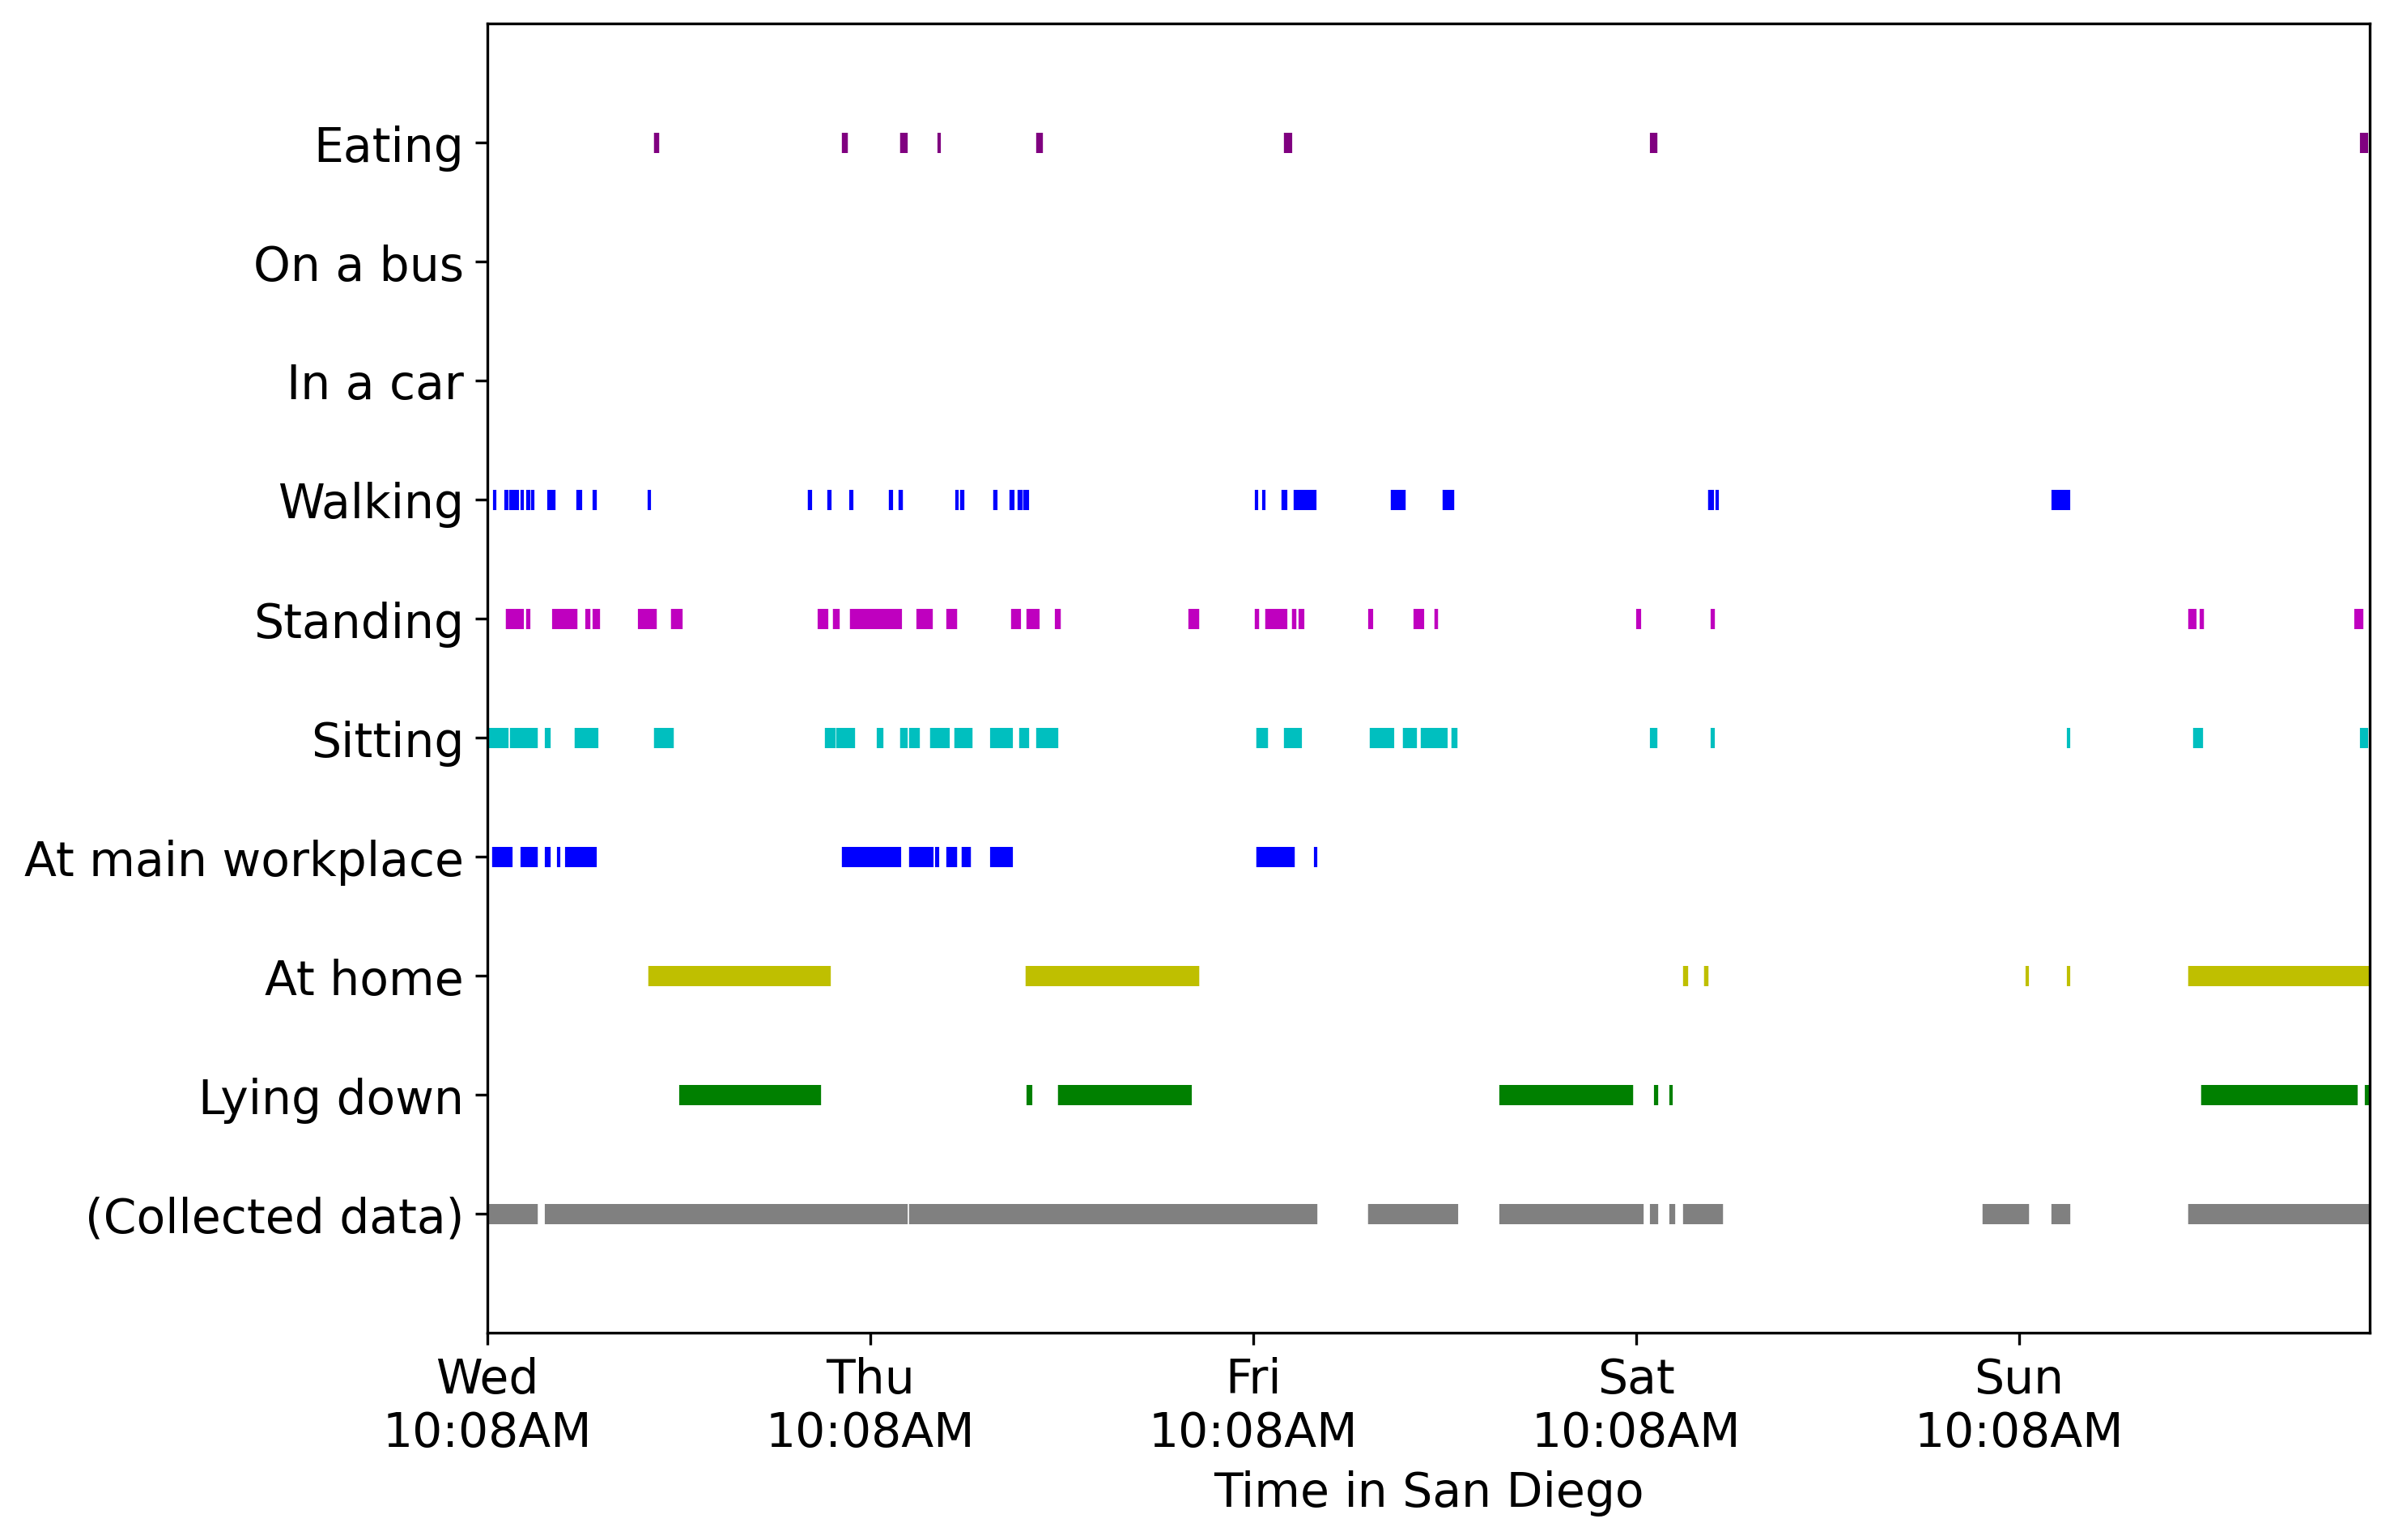 Eating
On a bus
In a car
Walking
Standing
Sitting
At main workplace
At home
Lying down
(Collected data)
Wed Thu Fri Sat Sun
10:08AM 10:08AM 10:08AM 10:08AM 10:08AM
Time in San Diego